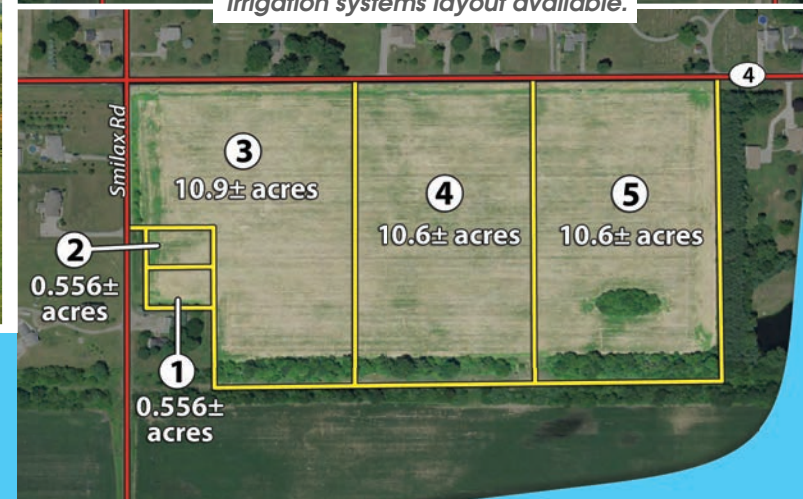 irrigation systems layout available.
4
Smilax Rd
3
10.9± acres
4
10.6± acres
5
10.6± acres
2
0.556±
acres
1
0.556±
acres